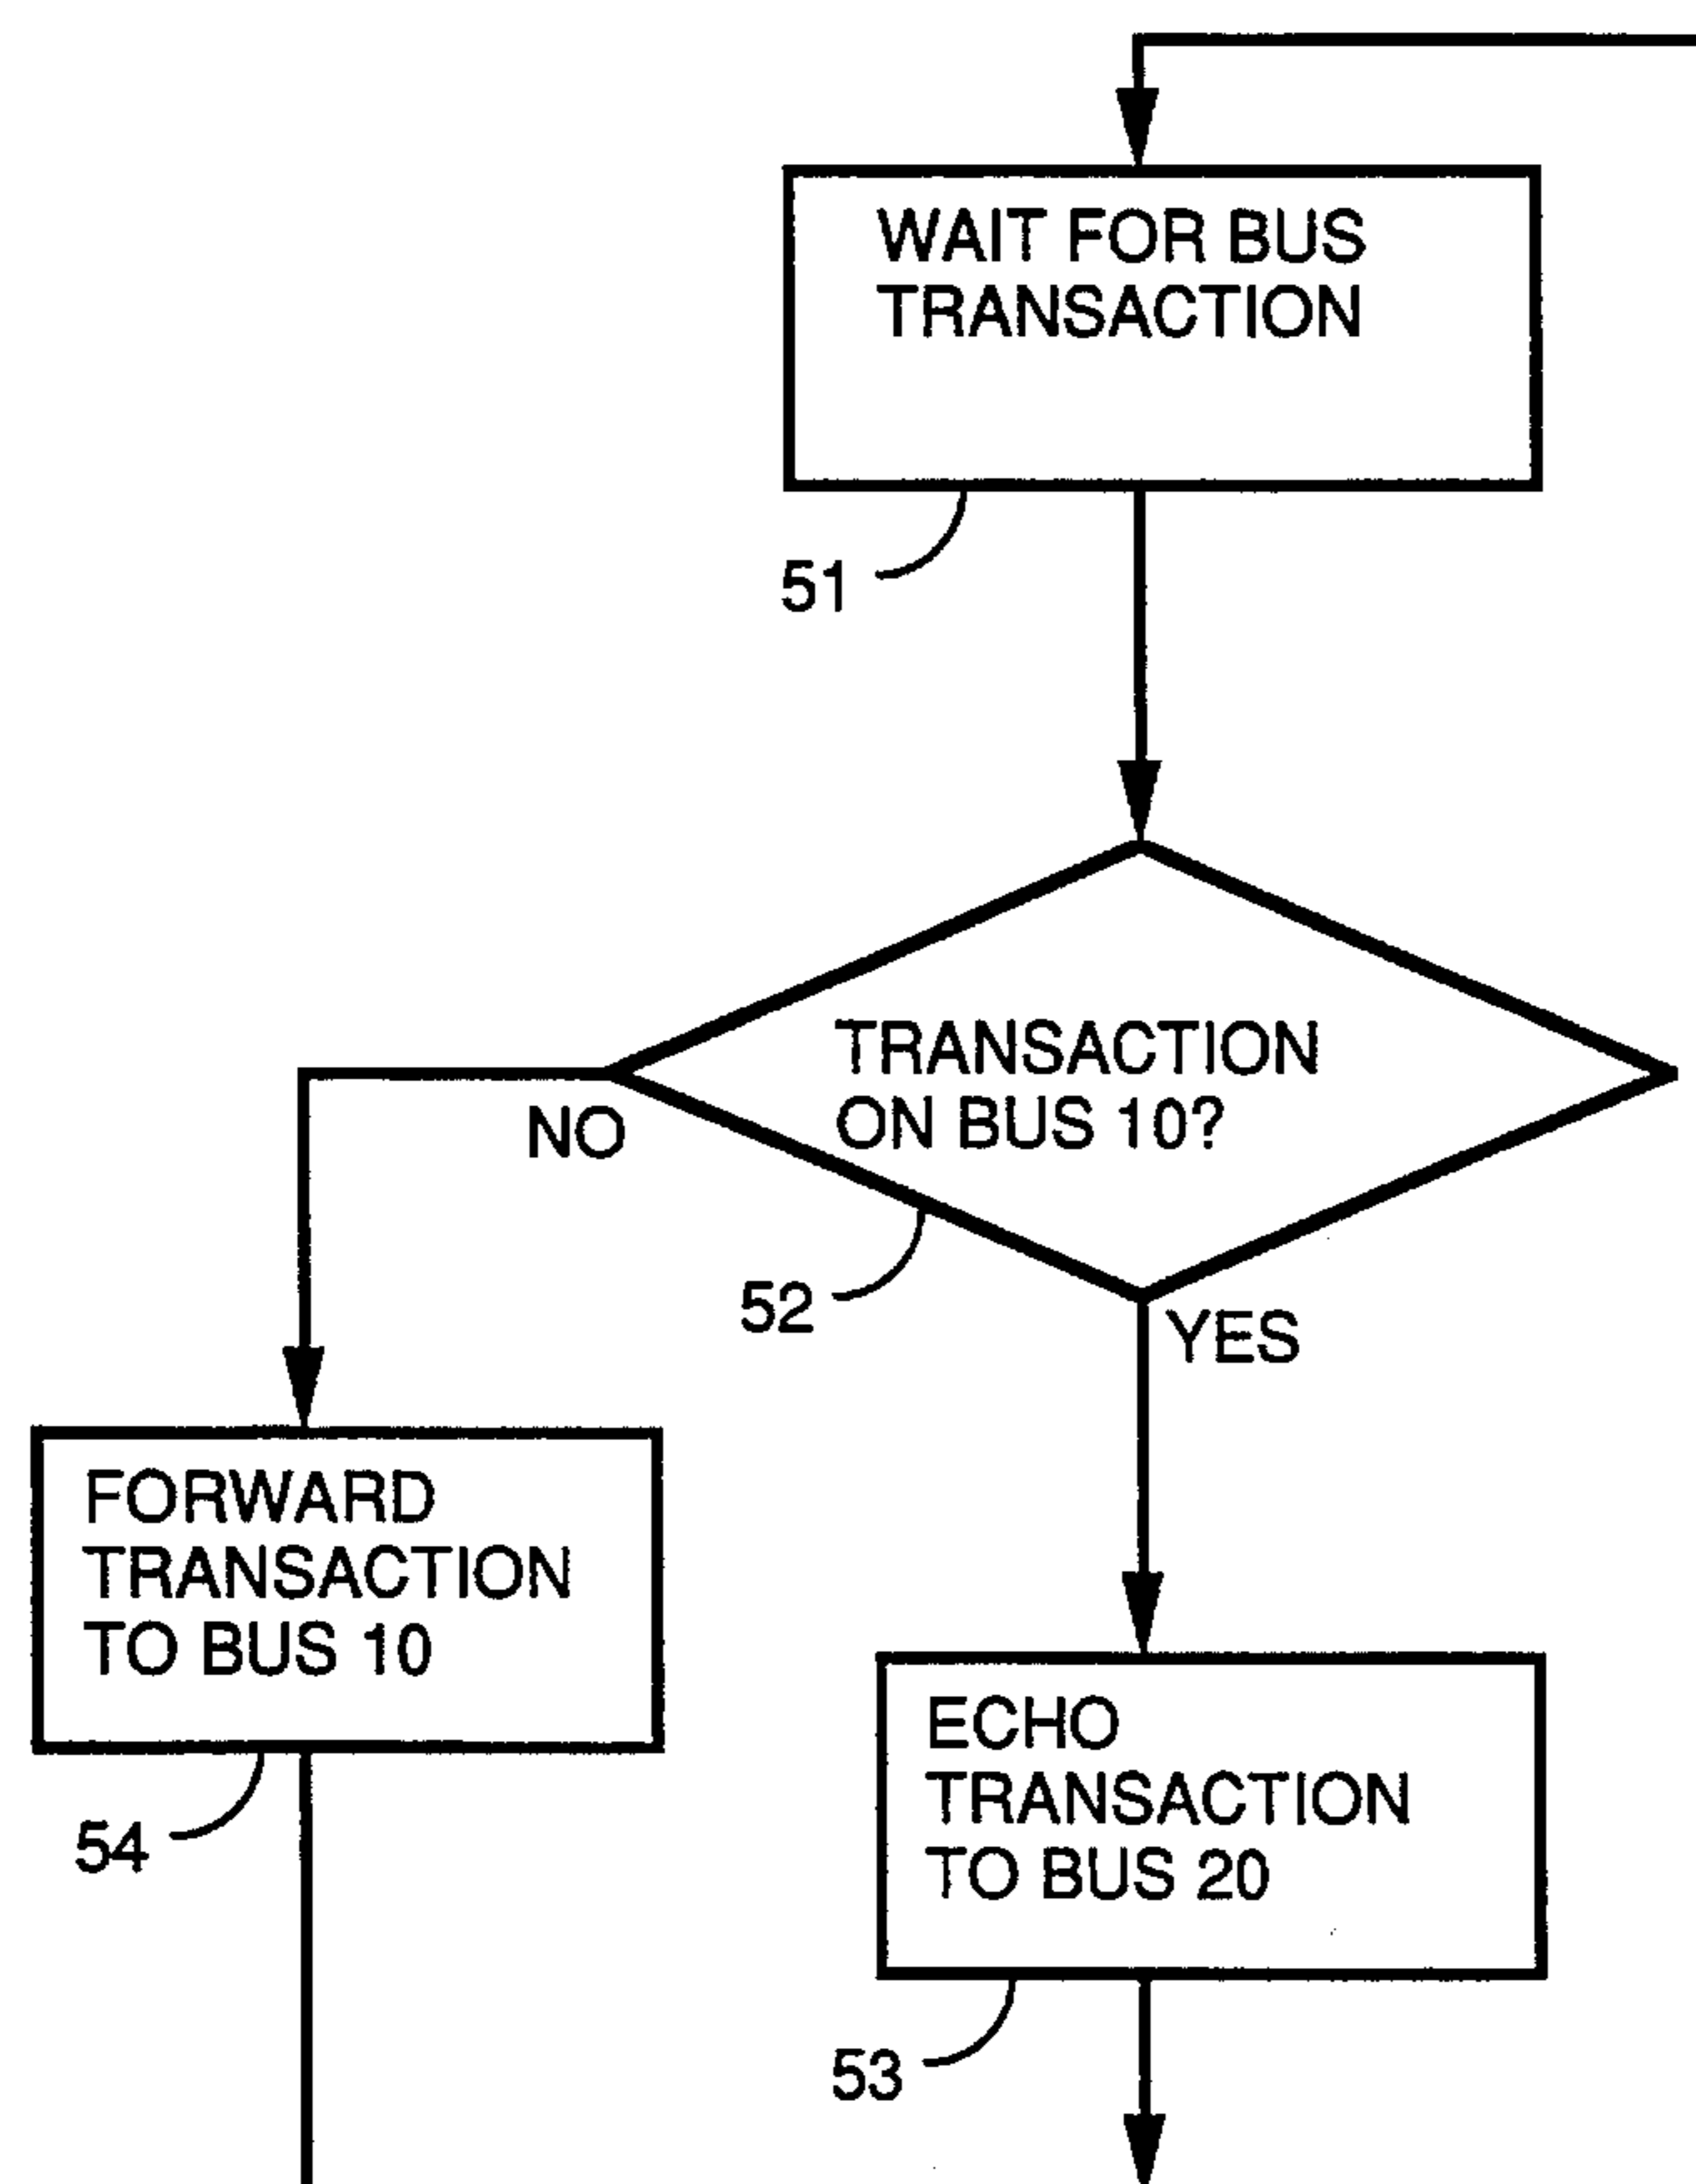 WAIT FOR BUS
TRANSACTION
51
TRANSACTION
ON BUS 10?
NO
52
YES
FORWARD
TRANSACTION
TO BUS 10
54
ECHO
TRANSACTION
TO BUS 20
53